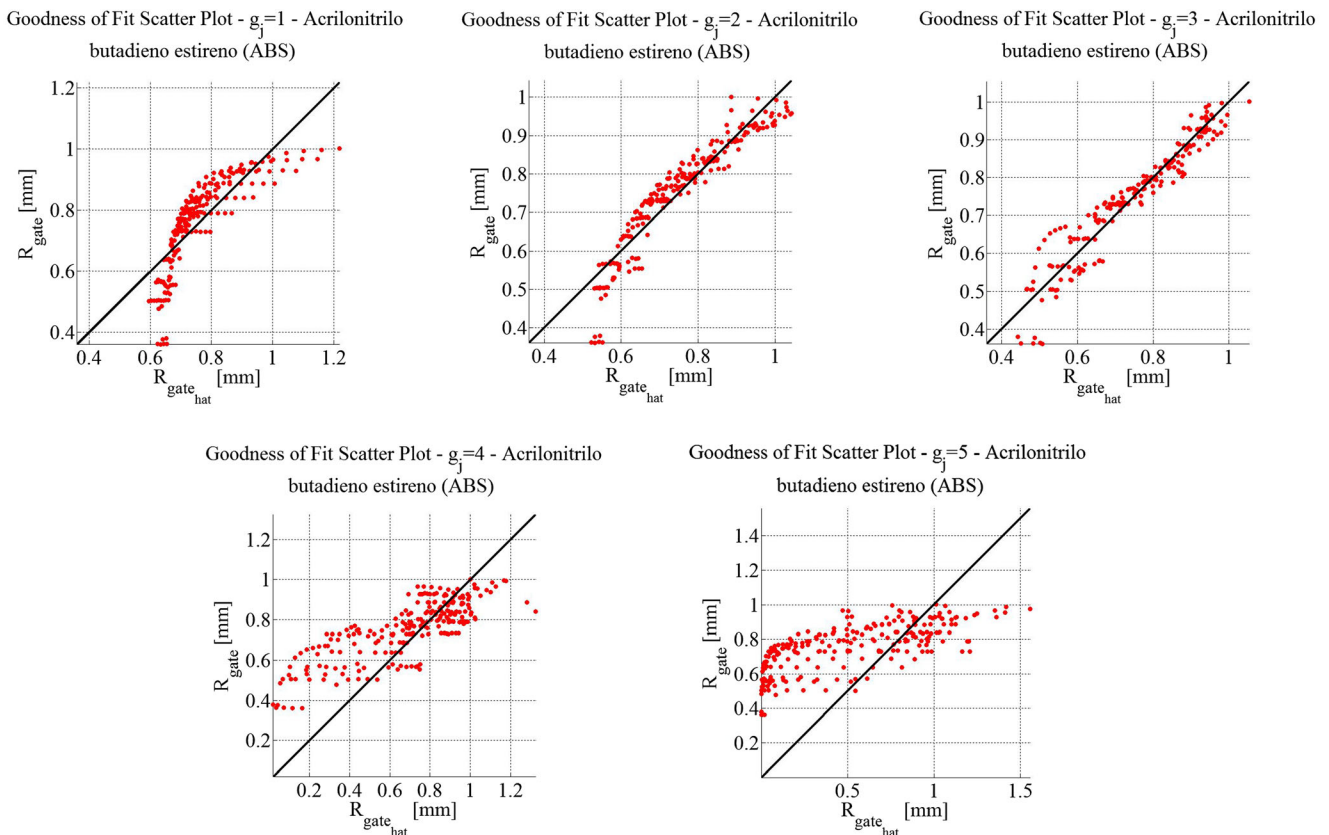 Goodness of Fit Scatter Plot - g_j=1 - Acrilonitrilo
butadieno estireno (ABS)
1.2
1
0.8
0.6
0.4
R_gate [mm]
0.4 0.6 0.8 1 1.2
R_gate_hat [mm]
Goodness of Fit Scatter Plot - g_j=2 - Acrilonitrilo
butadieno estireno (ABS)
1
0.9
0.8
0.7
0.6
0.5
0.4
R_gate [mm]
0.4 0.6 0.8 1
R_gate_hat [mm]
Goodness of Fit Scatter Plot - g_j=3 - Acrilonitrilo
butadieno estireno (ABS)
1
0.9
0.8
0.7
0.6
0.5
0.4
R_gate [mm]
0.4 0.6 0.8 1
R_gate_hat [mm]
Goodness of Fit Scatter Plot - g_j=4 - Acrilonitrilo
butadieno estireno (ABS)
1.2
1
0.8
0.6
0.4
0.2
R_gate [mm]
0.2 0.4 0.6 0.8 1 1.2
R_gate_hat [mm]
Goodness of Fit Scatter Plot - g_j=5 - Acrilonitrilo
butadieno estireno (ABS)
1.4
1.2
1
0.8
0.6
0.4
0.2
R_gate [mm]
0.5 1 1.5
R_gate_hat [mm]